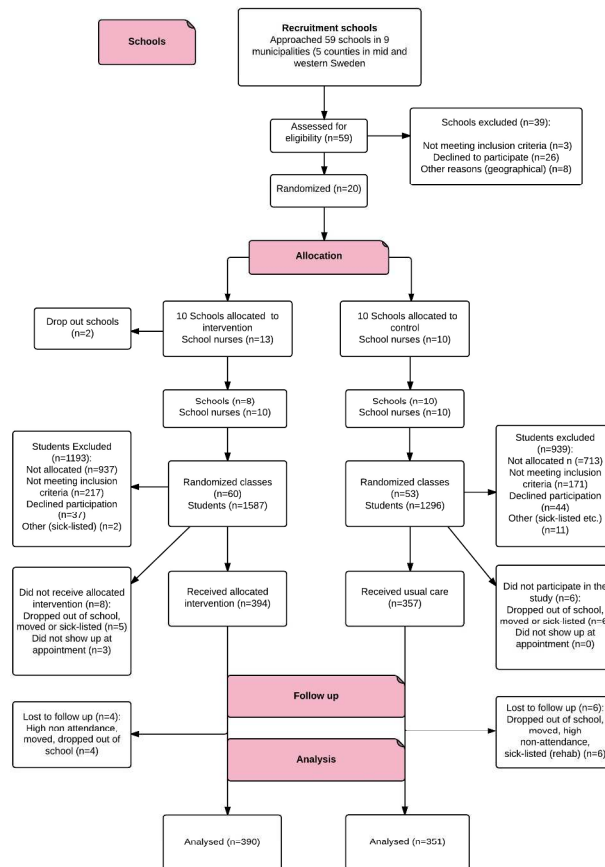 Schools
Recruitment schools
Approached 59 schools in 9
municipalities (5 counties in mid and
western Sweden
Assessed for
eligibility (n=59)
Schools excluded (n=39):
Not meeting inclusion criteria (n=3)
Declined to participate (n=26)
Other reasons (geographical) (n=8)
Randomized (n=20)
Allocation
Drop out schools
(n=2)
10 Schools allocated to
intervention
School nurses (n=13)
10 Schools allocated to
control
School nurses (n=10)
Schools (n=8)
School nurses (n=10)
Schools (n=10)
School nurses (n=10)
Students Excluded
(n=1193):
Not allocated (n=937)
Not meeting inclusion
criteria (n=217)
Declined participation
(n=37)
Other (sick-listed) (n=2)
Randomized classes
(n=60)
Students (n=1587)
Randomized classes
(n=53)
Students (n=1296)
Students excluded
(n=939):
Not allocated n (=713)
Not meeting inclusion
criteria (n=171)
Declined participation
(n=44)
Other (sick-listed etc.)
(n=11)
Did not receive allocated
intervention (n=8):
Dropped out of school,
moved or sick-listed (n=5)
Did not show up at
appointment (n=3)
Received allocated
intervention (n=394)
Received usual care
(n=357)
Did not participate in the
study (n=6):
Dropped out of school,
moved or sick-listed (n=6
Did not show up at
appointment (n=0)
Follow up
Lost to follow up (n=4):
High non attendance,
moved, dropped out of
school (n=4)
Lost to follow up (n=6):
Dropped out of school,
moved, high
non-attendance,
sick-listed (rehab) (n=6)
Analysis
Analysed (n=390)
Analysed (n=351)